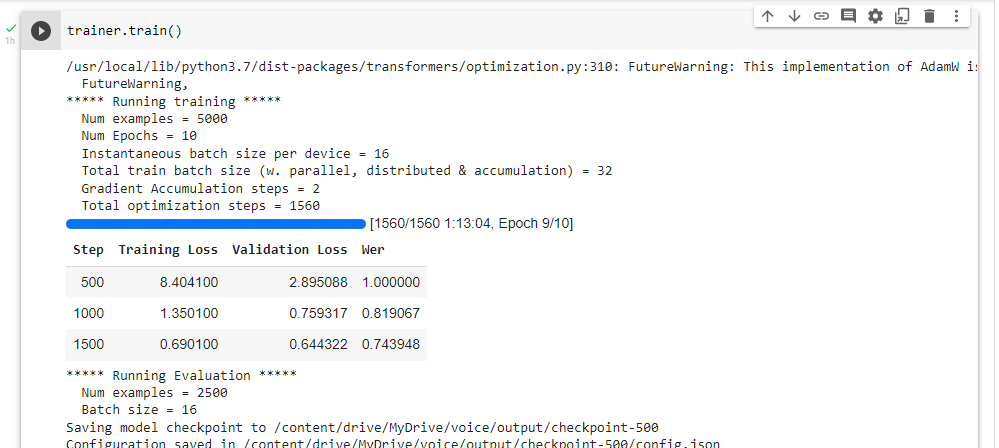 trainer.train()
1h
/usr/local/lib/python3.7/dist-packages/transformers/optimization.py:310: FutureWarning: This implementation of AdamW
FutureWarning,
***** Running training *****
Num examples = 5000
Num Epochs = 10
Instantaneous batch size per device = 16
Total train batch size (w. parallel, distributed & accumulation) = 32
Gradient Accumulation steps = 2
Total optimization steps = 1560
[1560/1560 1:13:04, Epoch 9/10]
Step Training Loss Validation Loss Wer
500 8.404100 2.895088 1.000000
1000 1.350100 0.759317 0.819067
1500 0.690100 0.644322 0.743948
***** Running Evaluation *****
Num examples = 2500
Batch size = 16
Saving model checkpoint to /content/drive/MyDrive/voice/output/checkpoint-500
Configuration saved in /content/drive/MyDrive/voice/output/checkpoint-500/config.json